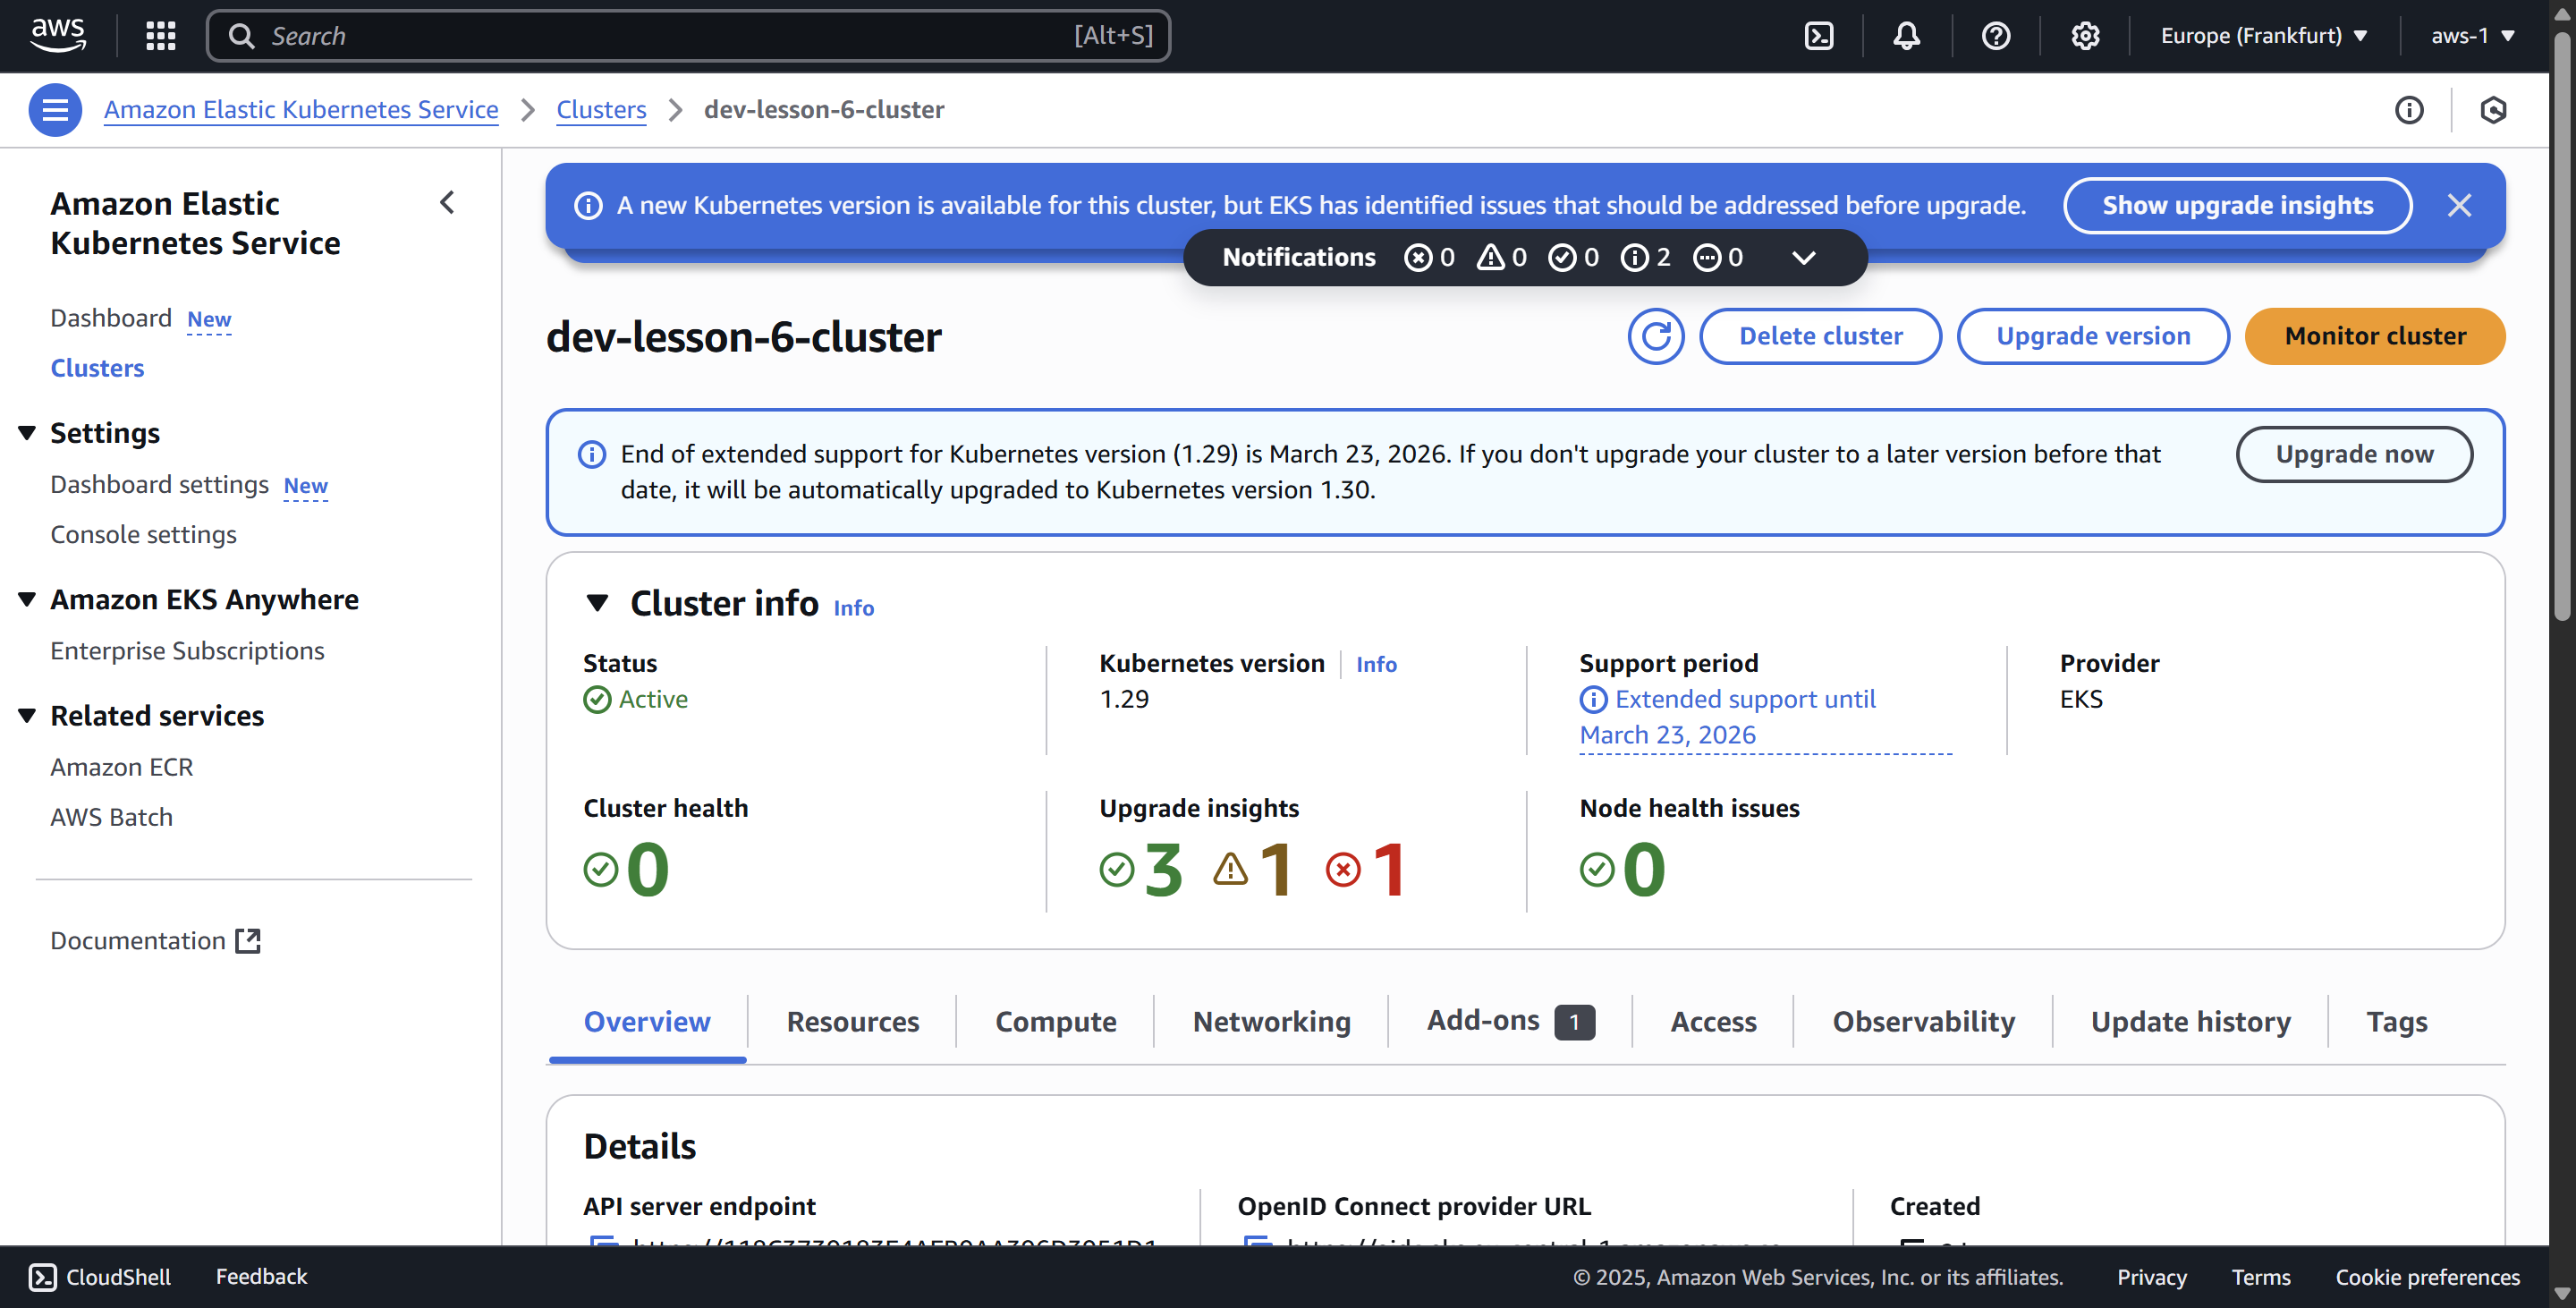 aws
Search [Alt+S]
Europe (Frankfurt)
aws-1
Amazon Elastic Kubernetes Service
Clusters
dev-lesson-6-cluster
Amazon Elastic
Kubernetes Service
Dashboard New
Clusters
Settings
Dashboard settings New
Console settings
Amazon EKS Anywhere
Enterprise Subscriptions
Related services
Amazon ECR
AWS Batch
Documentation
A new Kubernetes version is available for this cluster, but EKS has identified issues that should be addressed before upgrade.
Show upgrade insights
Notifications 0 0 0 2 0
dev-lesson-6-cluster
Delete cluster
Upgrade version
Monitor cluster
End of extended support for Kubernetes version (1.29) is March 23, 2026. If you don't upgrade your cluster to a later version before that
date, it will be automatically upgraded to Kubernetes version 1.30.
Upgrade now
Cluster info Info
Status
Active
Kubernetes version Info
1.29
Support period
Extended support until
March 23, 2026
Provider
EKS
Cluster health
0
Upgrade insights
3 1 1
Node health issues
0
Overview
Resources
Compute
Networking
Add-ons 1
Access
Observability
Update history
Tags
Details
API server endpoint
OpenID Connect provider URL
Created
CloudShell
Feedback
© 2025, Amazon Web Services, Inc. or its affiliates.
Privacy
Terms
Cookie preferences